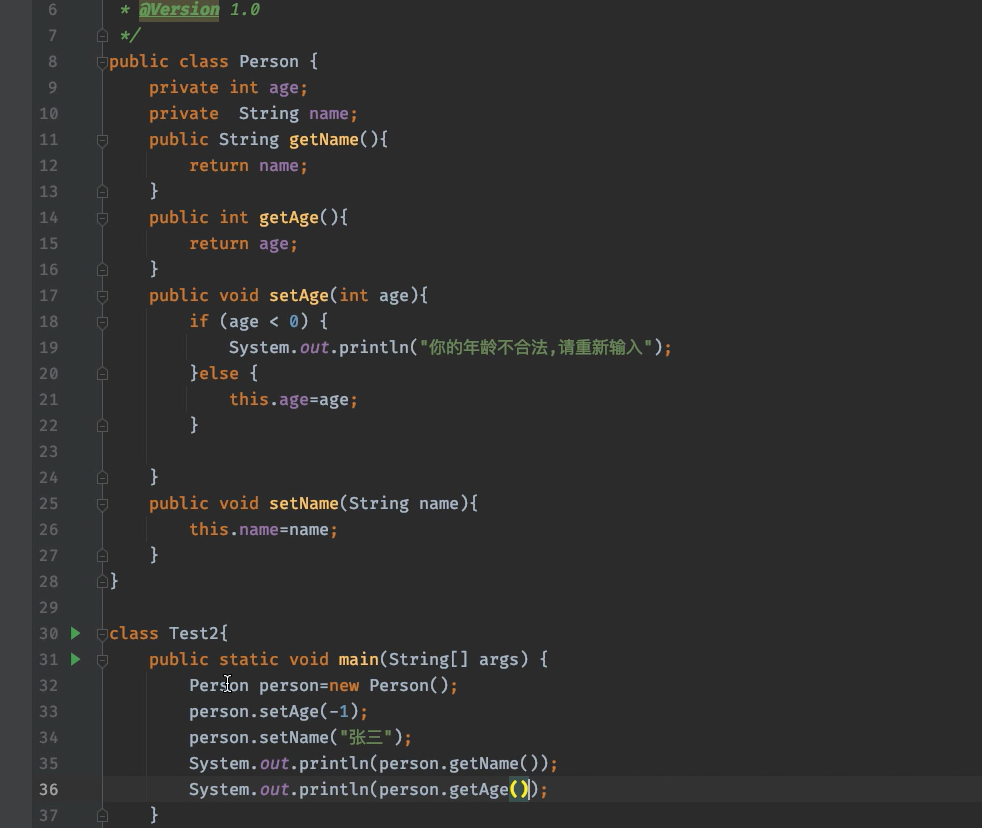 6 * @Version 1.0
7 */
8 public class Person {
9 private int age;
10 private  String name;
11 public String getName(){
12 return name;
13 }
14 public int getAge(){
15 return age;
16 }
17 public void setAge(int age){
18 if (age < 0) {
19 System.out.println("你的年龄不合法,请重新输入");
20 }else {
21 this.age=age;
22 }
23
24 }
25 public void setName(String name){
26 this.name=name;
27 }
28 }
29
30 class Test2{
31 public static void main(String[] args) {
32 Person person=new Person();
33 person.setAge(-1);
34 person.setName("张三");
35 System.out.println(person.getName());
36 System.out.println(person.getAge());
37 }